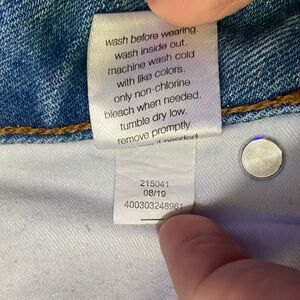 wash before wearing.
wash inside out.
machine wash cold
with like colors.
only non-chlorine
bleach when needed.
tumble dry low.
remove promptly
needed
215041
08/19
400303248961